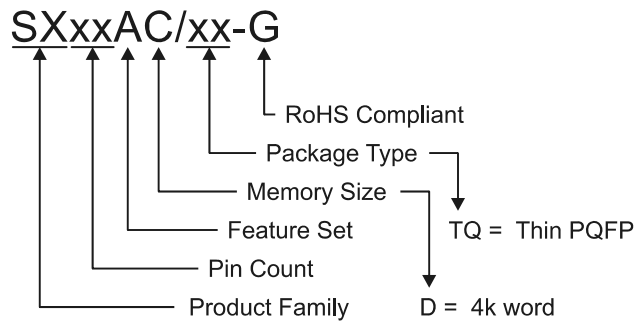 SXxxAC/xx-G
RoHS Compliant
Package Type
Memory Size
Feature Set
TQ = Thin PQFP
Pin Count
Product Family
D = 4k word